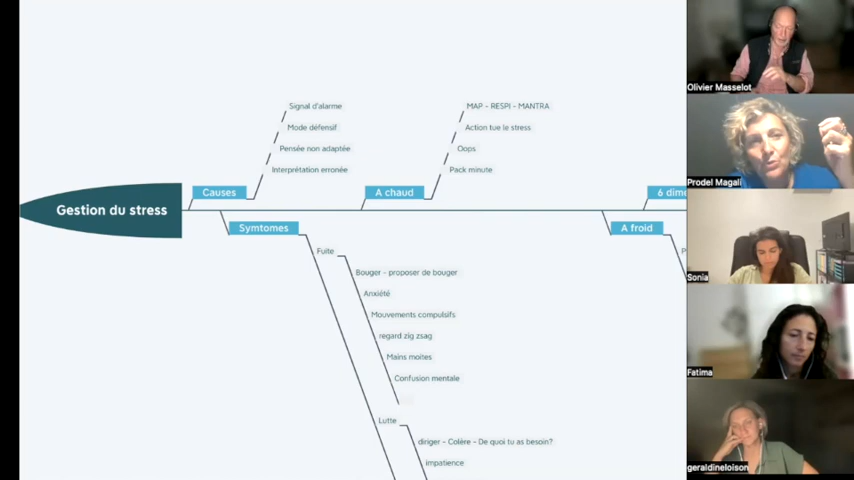 Signal d'alarme
Mode défensif
Pensée non adaptée
Interprétation erronée
Causes
MAP - RESPI - MANTRA
Action tue le stress
Oops
Pack minute
A chaud
6 dime
Gestion du stress
Symtomes
A froid
Fuite
Bouger - proposer de bouger
Anxiété
Mouvements compulsifs
regard zig zsag
Mains moites
Confusion mentale
Lutte
diriger - Colère - De quoi tu as besoin?
impatience
Olivier Masselot
Prodel Magali
Sonia
Fatima
geraldineloison